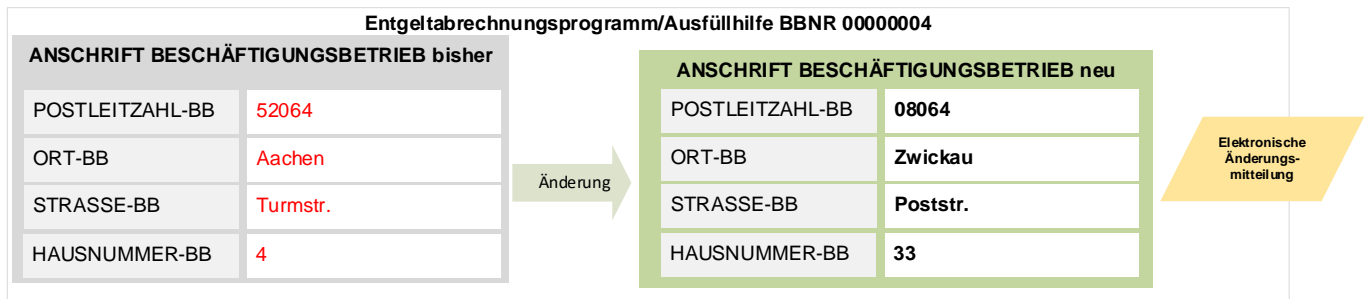 Entgeltabrechnungsprogramm/Ausfüllhilfe BBNR 00000004
ANSCHRIFT BESCHÄFTIGUNGSBETRIEB bisher
POSTLEITZAHL-BB 52064
ORT-BB Aachen
STRASSE-BB Turmstr.
HAUSNUMMER-BB 4
Änderung
ANSCHRIFT BESCHÄFTIGUNGSBETRIEB neu
POSTLEITZAHL-BB 08064
ORT-BB Zwickau
STRASSE-BB Poststr.
HAUSNUMMER-BB 33
Elektronische
Änderungs-
mitteilung